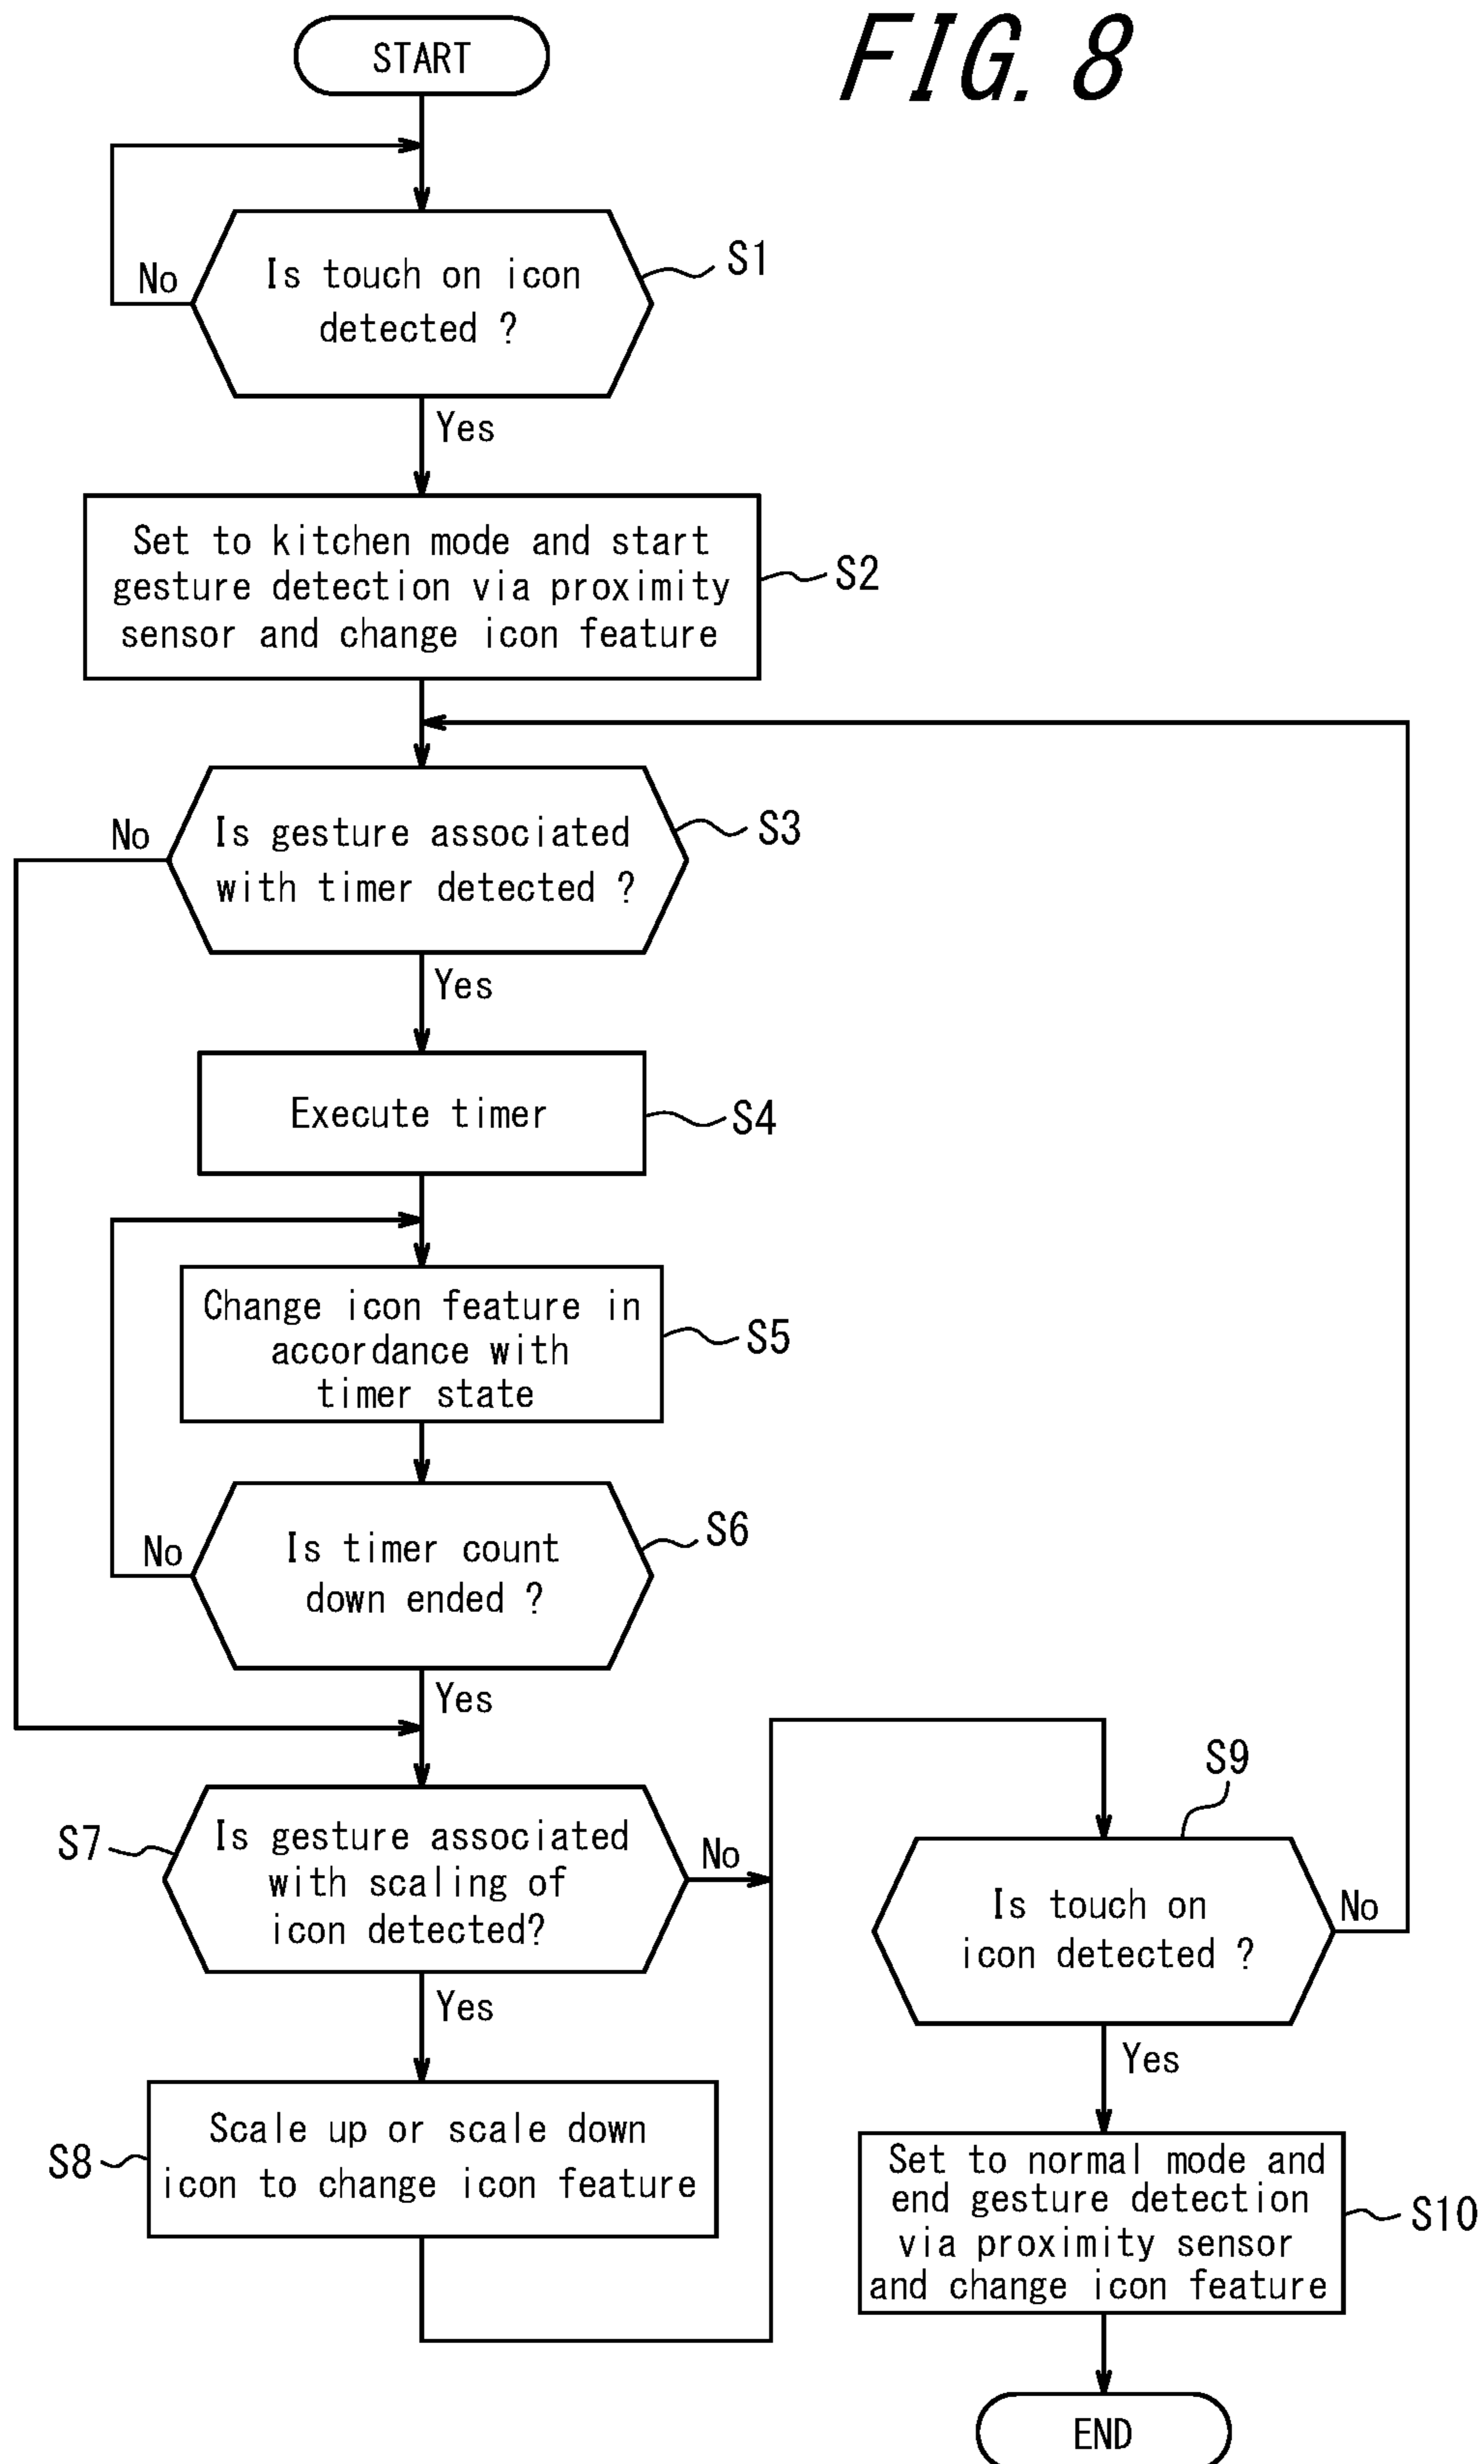 FIG. 8
START
Is touch on icon
detected ?
S1
No
Yes
Set to kitchen mode and start
gesture detection via proximity
sensor and change icon feature
S2
Is gesture associated
with timer detected ?
S3
No
Yes
Execute timer
S4
Change icon feature in
accordance with
timer state
S5
Is timer count
down ended ?
S6
No
Yes
Is gesture associated
with scaling of
icon detected?
S7
No
Yes
Scale up or scale down
icon to change icon feature
S8
S9
Is touch on
icon detected ?
No
Yes
Set to normal mode and
end gesture detection
via proximity sensor
and change icon feature
S10
END